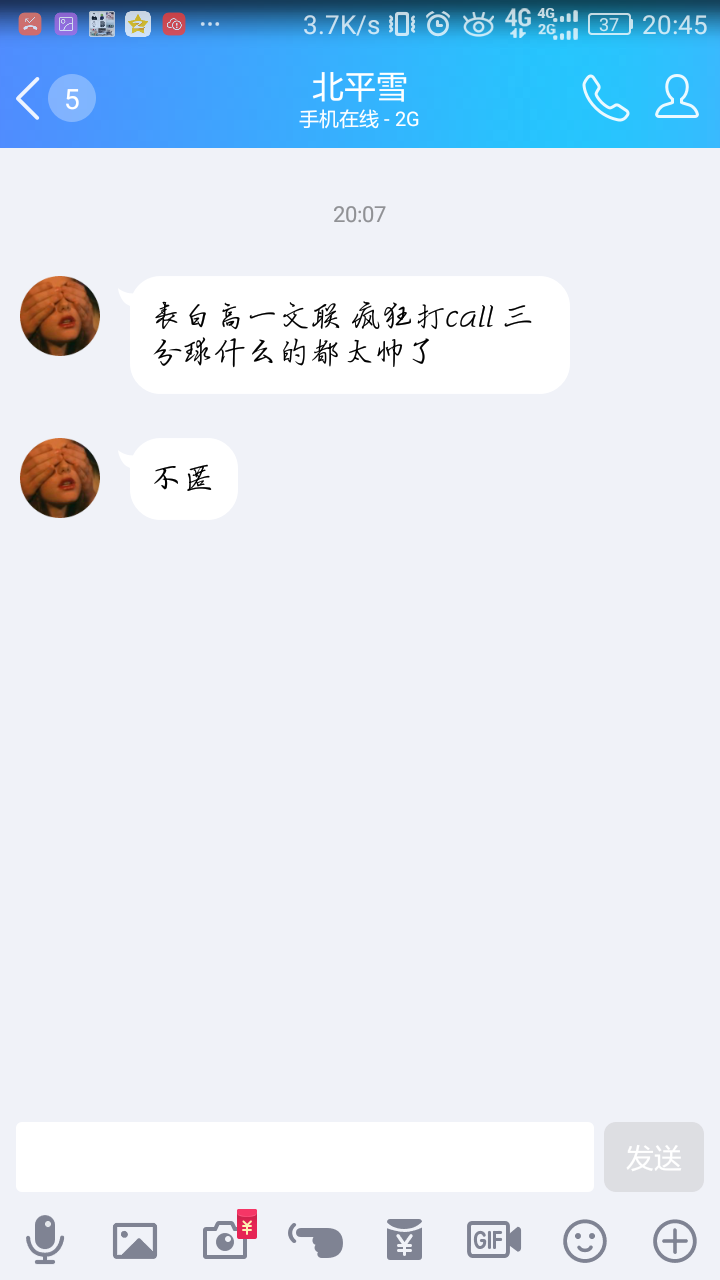 3.7K/s 4G 4G 2G 37 20:45
5
北平雪
手机在线 - 2G
20:07
表白高一文联 疯狂打call 三
分球什么的都太帅了
不匿
发送
¥
¥
GIF